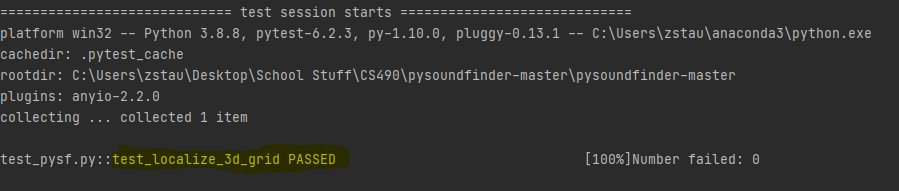 ============================= test session starts =============================
platform win32 -- Python 3.8.8, pytest-6.2.3, py-1.10.0, pluggy-0.13.1 -- C:\Users\zstau\anaconda3\python.exe
cachedir: .pytest_cache
rootdir: C:\Users\zstau\Desktop\School Stuff\CS490\pysoundfinder-master\pysoundfinder-master
plugins: anyio-2.2.0
collecting ... collected 1 item
test_pysf.py::test_localize_3d_grid PASSED [100%]Number failed: 0